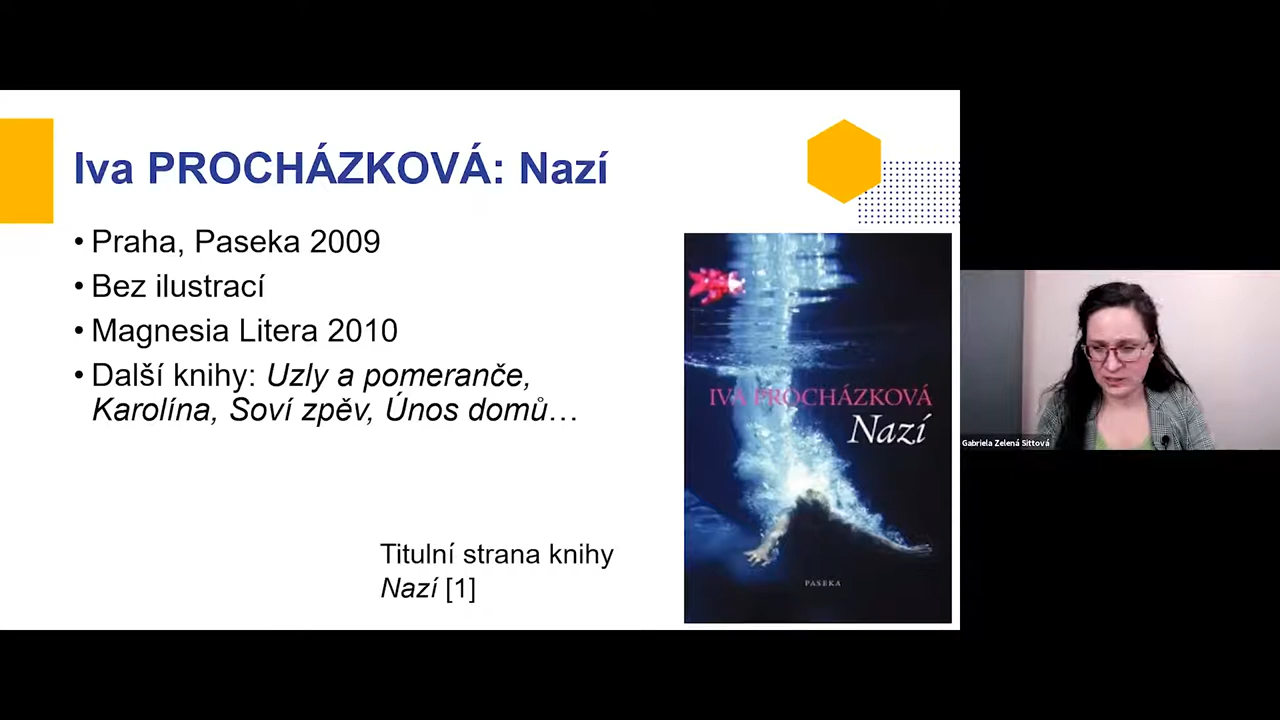 Iva PROCHÁZKOVÁ: Nazí
• Praha, Paseka 2009
• Bez ilustrací
• Magnesia Litera 2010
• Další knihy: Uzly a pomeranče,
Karolína, Soví zpěv, Únos domů…
Titulní strana knihy
Nazí [1]
IVA PROCHÁZKOVÁ
Nazí
PASEKA
Gabriela Zelená Sittová